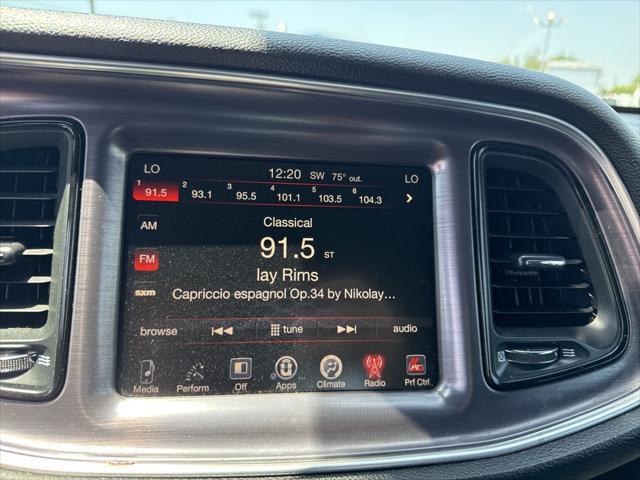 LO 12:20 SW 75° out. LO
1 91.5 2 93.1 3 95.5 4 101.1 5 103.5 6 104.3
AM
Classical
FM
91.5 ST
lay Rims
sxm
Capriccio espagnol Op.34 by Nikolay...
browse tune audio
Media Perform Off Apps Climate Radio Prf Ctrl